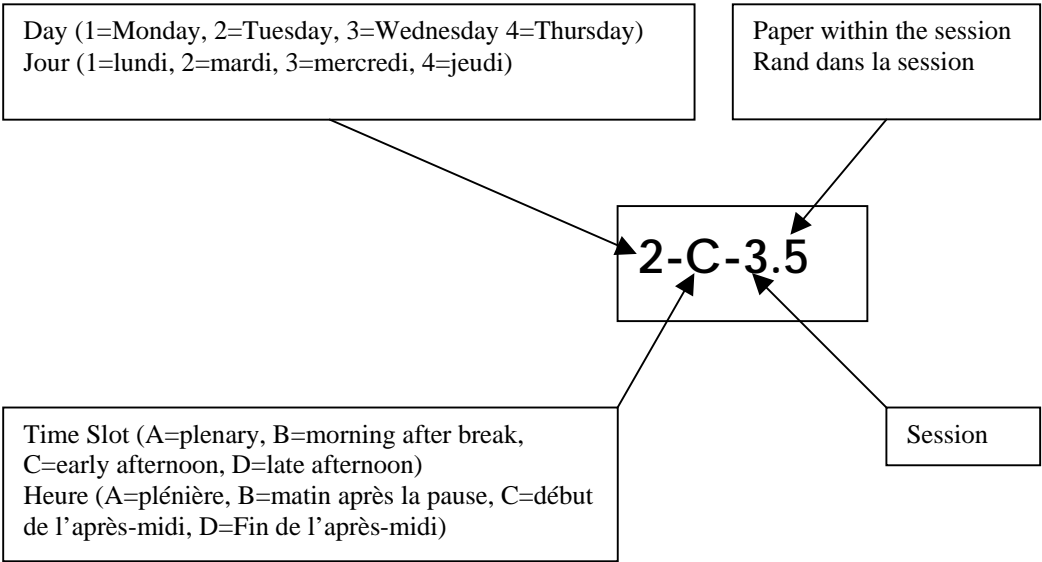 Day (1=Monday, 2=Tuesday, 3=Wednesday 4=Thursday)
Jour (1=lundi, 2=mardi, 3=mercredi, 4=jeudi)
Paper within the session
Rand dans la session
2-C-3.5
Time Slot (A=plenary, B=morning after break,
C=early afternoon, D=late afternoon)
Heure (A=plénière, B=matin après la pause, C=début
de l’après-midi, D=Fin de l’après-midi)
Session